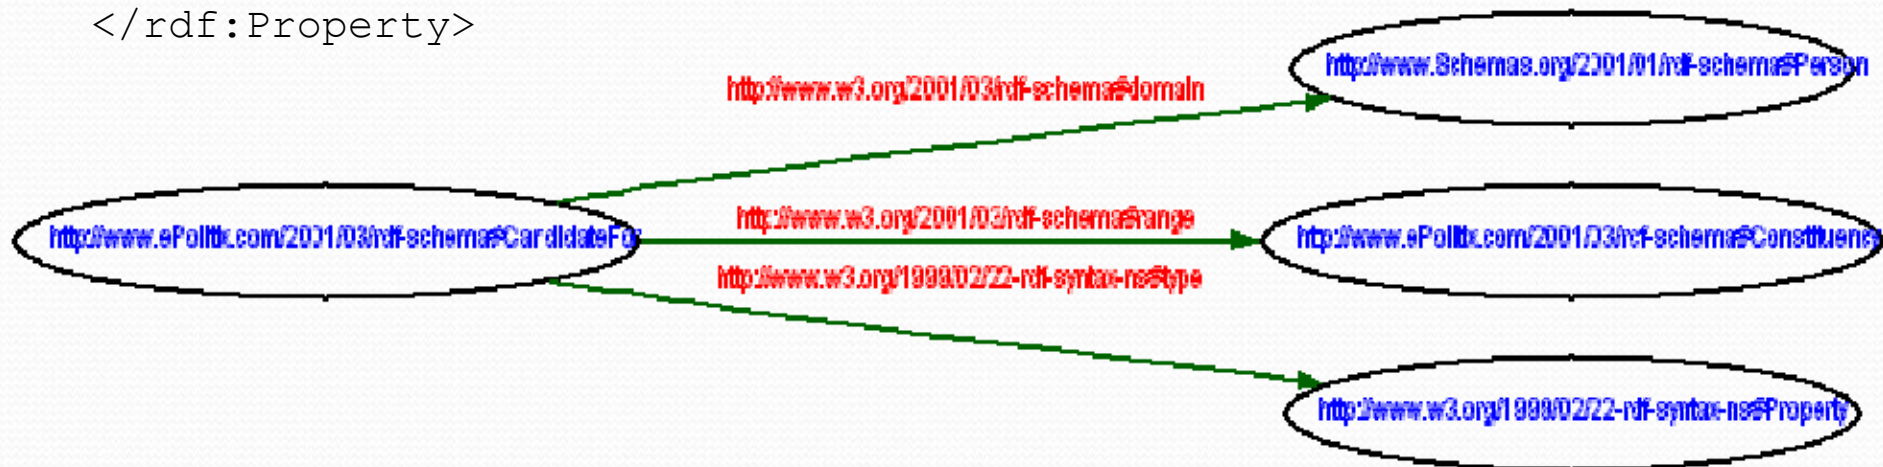 </rdf:Property>
http://www.w3.org/2001/03/rdf-schema#domain
http://www.Schemas.org/2001/01/rdf-schema#Person
http://www.ePolitix.com/2001/03/rdf-schema#CandidateFor
http://www.w3.org/2001/03/rdf-schema#range
http://www.ePolitix.com/2001/03/rdf-schema#Constituency
http://www.w3.org/1999/02/22-rdf-syntax-ns#type
http://www.w3.org/1999/02/22-rdf-syntax-ns#Property